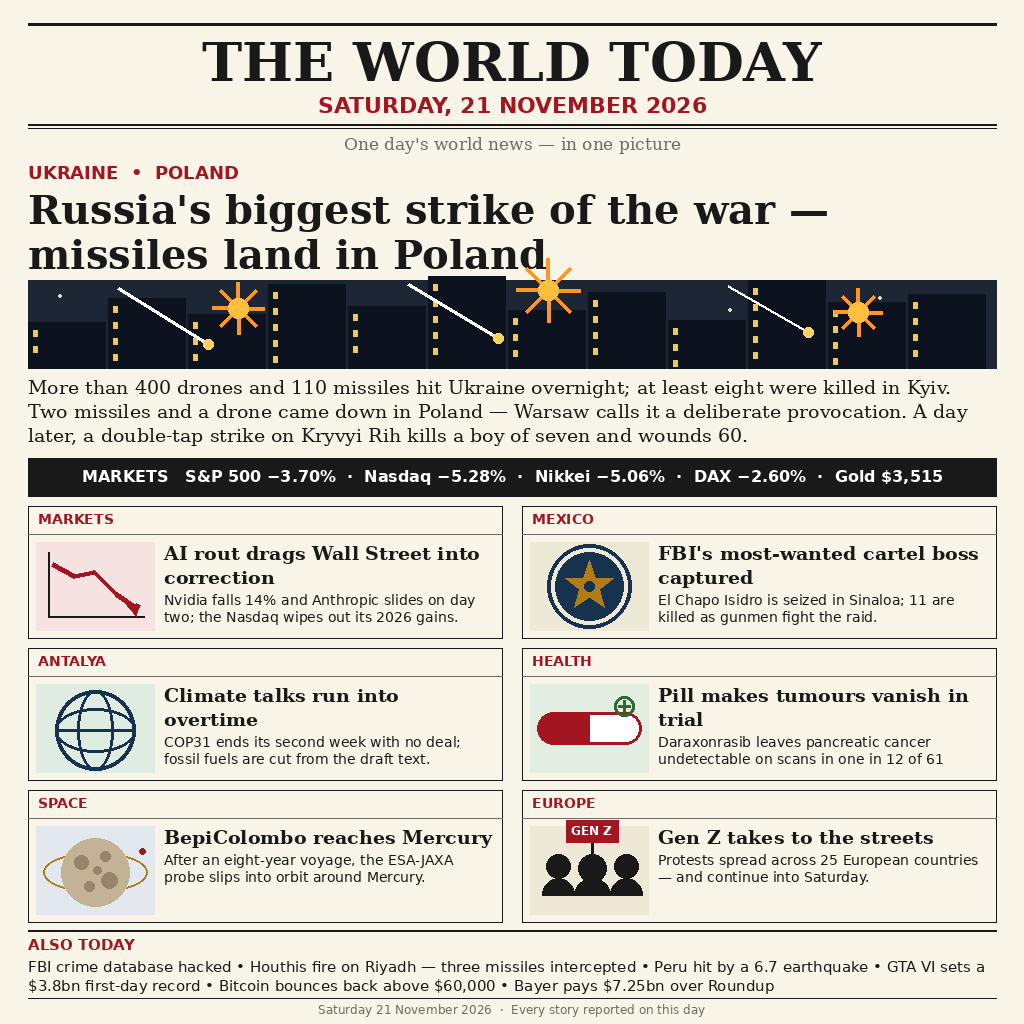 THE WORLD TODAY
SATURDAY, 21 NOVEMBER 2026
One day's world news — in one picture
UKRAINE • POLAND
Russia's biggest strike of the war —
missiles land in Poland
More than 400 drones and 110 missiles hit Ukraine overnight; at least eight were killed in Kyiv.
Two missiles and a drone came down in Poland — Warsaw calls it a deliberate provocation. A day
later, a double-tap strike on Kryvyi Rih kills a boy of seven and wounds 60.
MARKETS S&P 500 −3.70% · Nasdaq −5.28% · Nikkei −5.06% · DAX −2.60% · Gold $3,515
MARKETS
AI rout drags Wall Street into
correction
Nvidia falls 14% and Anthropic slides on day
two; the Nasdaq wipes out its 2026 gains.
MEXICO
FBI's most-wanted cartel boss
captured
El Chapo Isidro is seized in Sinaloa; 11 are
killed as gunmen fight the raid.
ANTALYA
Climate talks run into
overtime
COP31 ends its second week with no deal;
fossil fuels are cut from the draft text.
HEALTH
Pill makes tumours vanish in
trial
Daraxonrasib leaves pancreatic cancer
undetectable on scans in one in 12 of 61
SPACE
BepiColombo reaches Mercury
After an eight-year voyage, the ESA-JAXA
probe slips into orbit around Mercury.
EUROPE
GEN Z
Gen Z takes to the streets
Protests spread across 25 European countries
— and continue into Saturday.
ALSO TODAY
FBI crime database hacked • Houthis fire on Riyadh — three missiles intercepted • Peru hit by a 6.7 earthquake • GTA VI sets a
$3.8bn first-day record • Bitcoin bounces back above $60,000 • Bayer pays $7.25bn over Roundup
Saturday 21 November 2026 · Every story reported on this day